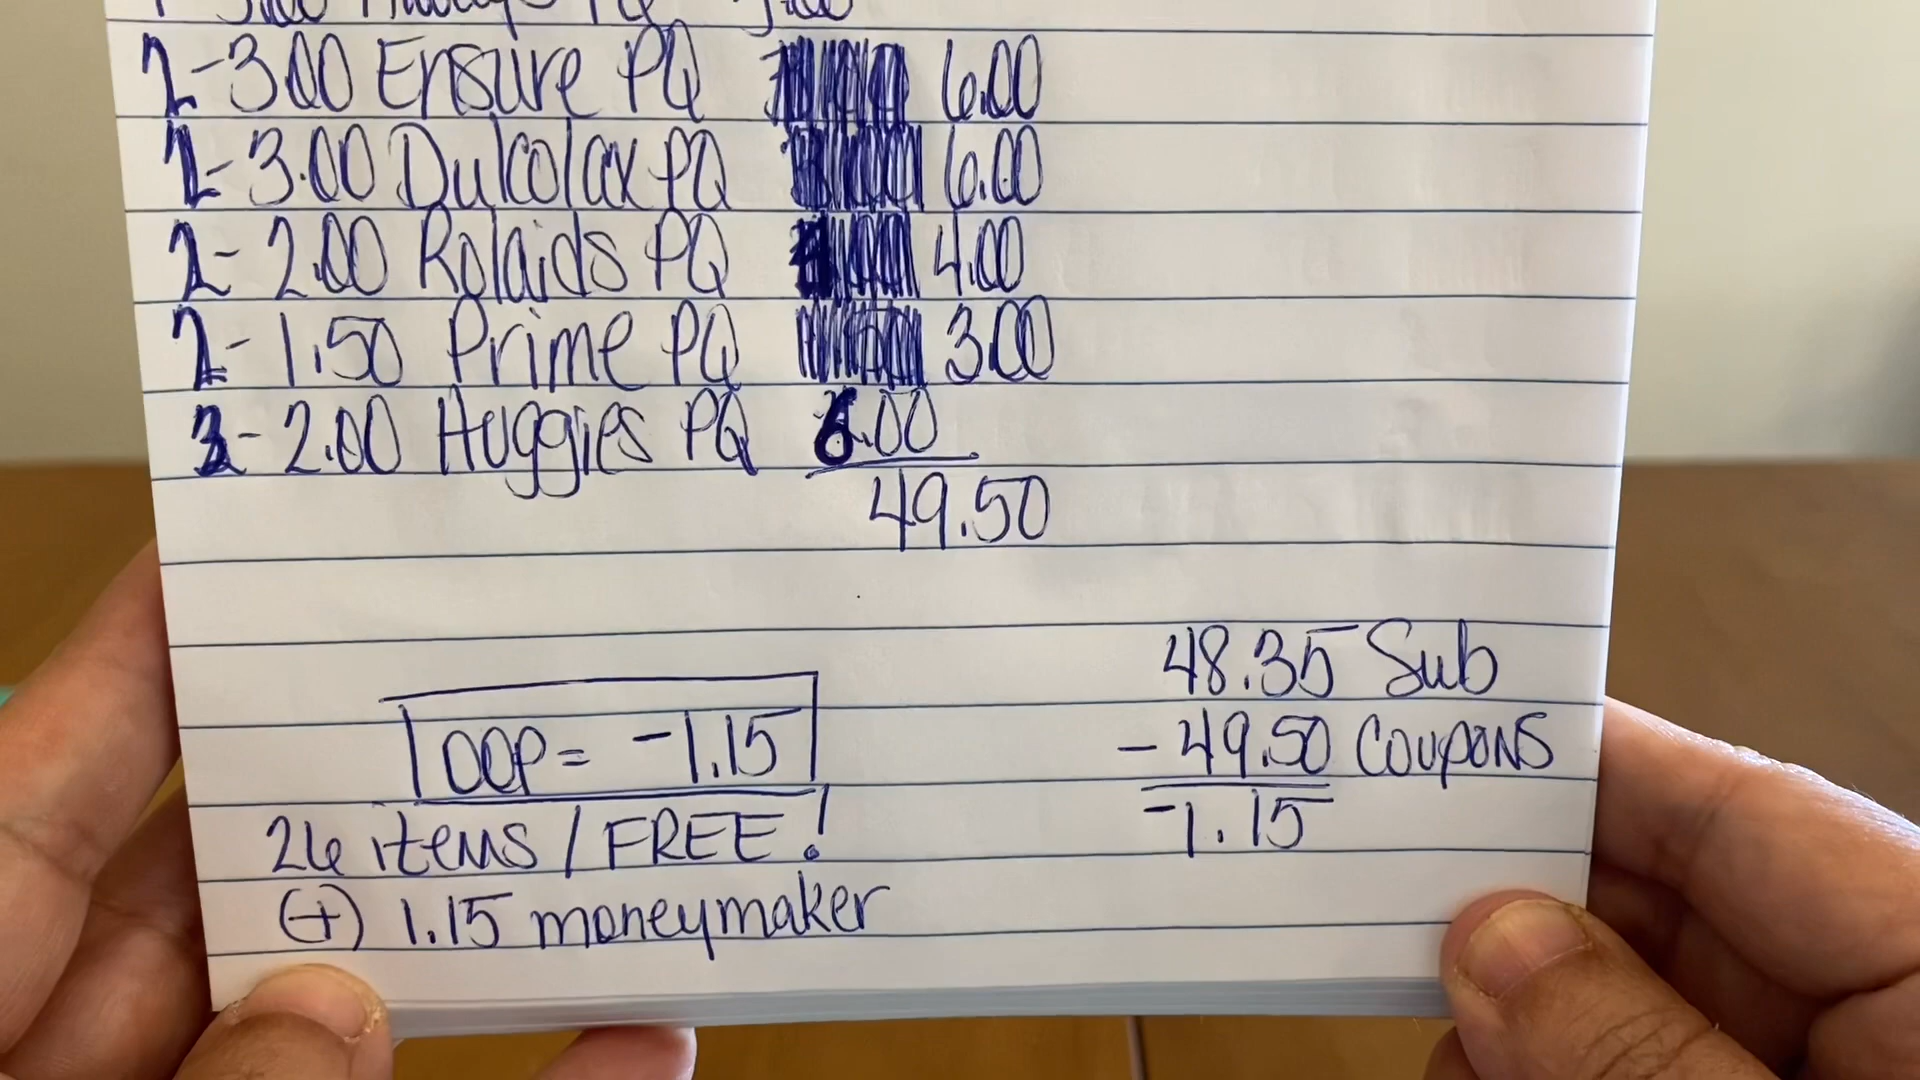 2-3.00 Ensure PQ 6.00
2-3.00 Dulcolax PQ 6.00
2-2.00 Rolaids PQ 4.00
2-1.50 Prime PQ 3.00
3-2.00 Huggies PQ 6.00
49.50
48.35 Sub
OOP = -1.15
- 49.50 Coupons
-1.15
26 items / FREE!
(+) 1.15 moneymaker